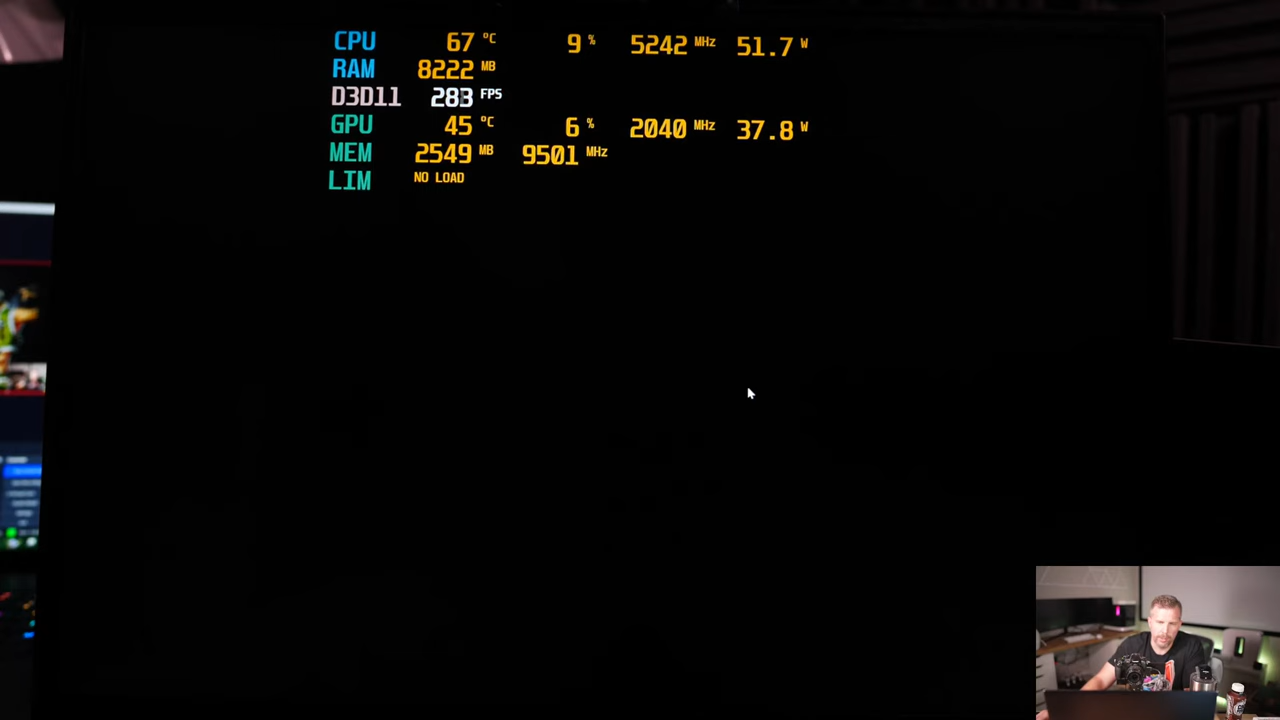 CPU 67 °C 9 % 5242 MHz 51.7 W
RAM 8222 MB
D3D11 283 FPS
GPU 45 °C 6 % 2040 MHz 37.8 W
MEM 2549 MB 9501 MHz
LIM NO LOAD